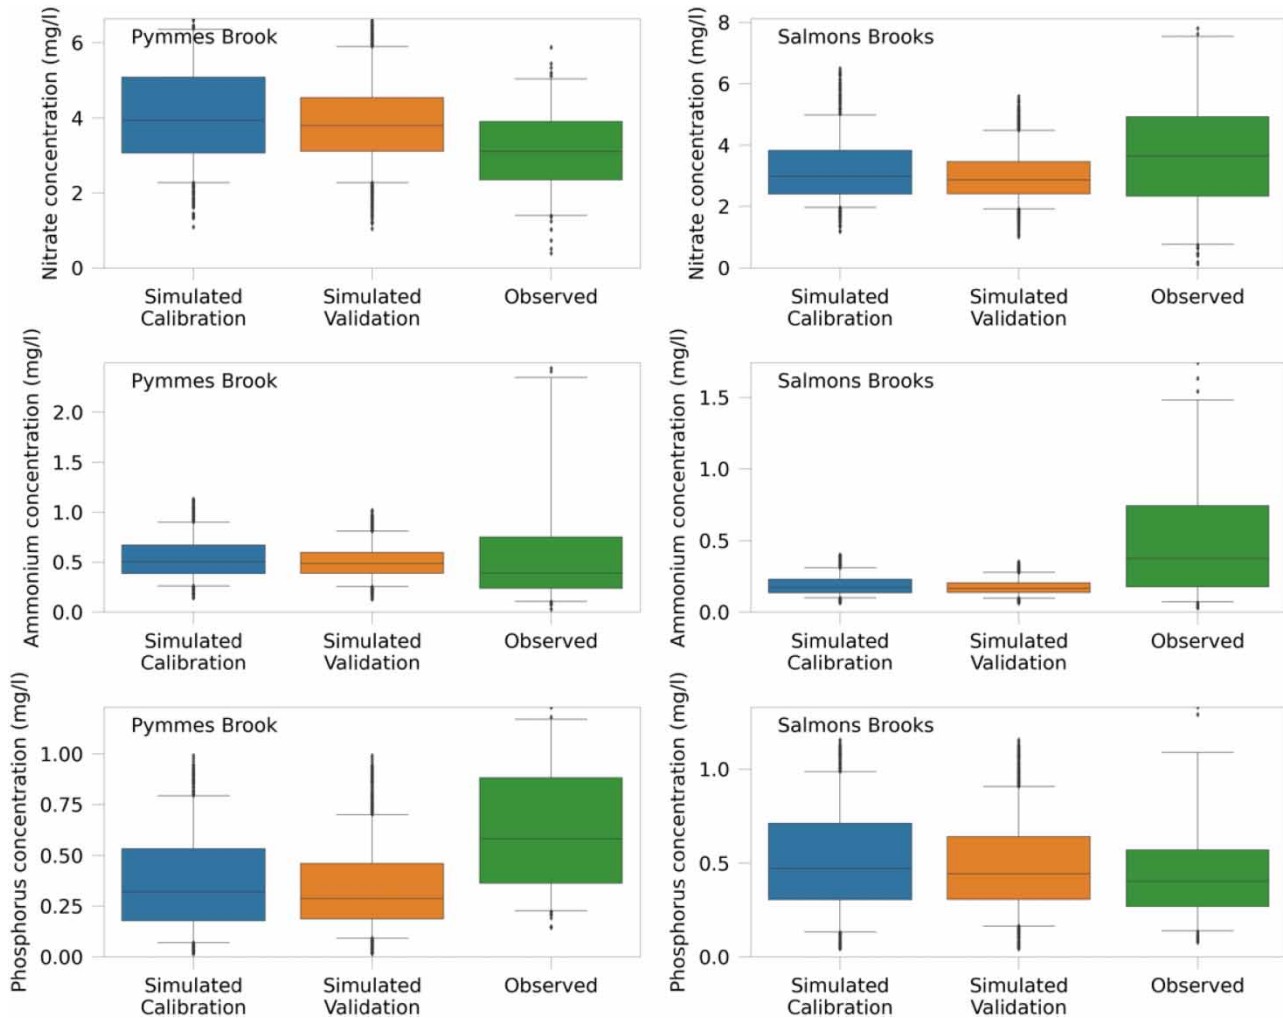 Nitrate concentration (mg/l)
Pymmes Brook
6
4
2
0
Simulated Calibration
Simulated Validation
Observed
Nitrate concentration (mg/l)
Salmons Brooks
8
6
4
2
0
Simulated Calibration
Simulated Validation
Observed
Ammonium concentration (mg/l)
Pymmes Brook
2.0
1.5
1.0
0.5
0.0
Simulated Calibration
Simulated Validation
Observed
Ammonium concentration (mg/l)
Salmons Brooks
1.5
1.0
0.5
0.0
Simulated Calibration
Simulated Validation
Observed
Phosphorus concentration (mg/l)
Pymmes Brook
1.00
0.75
0.50
0.25
0.00
Simulated Calibration
Simulated Validation
Observed
Phosphorus concentration (mg/l)
Salmons Brooks
1.0
0.5
0.0
Simulated Calibration
Simulated Validation
Observed